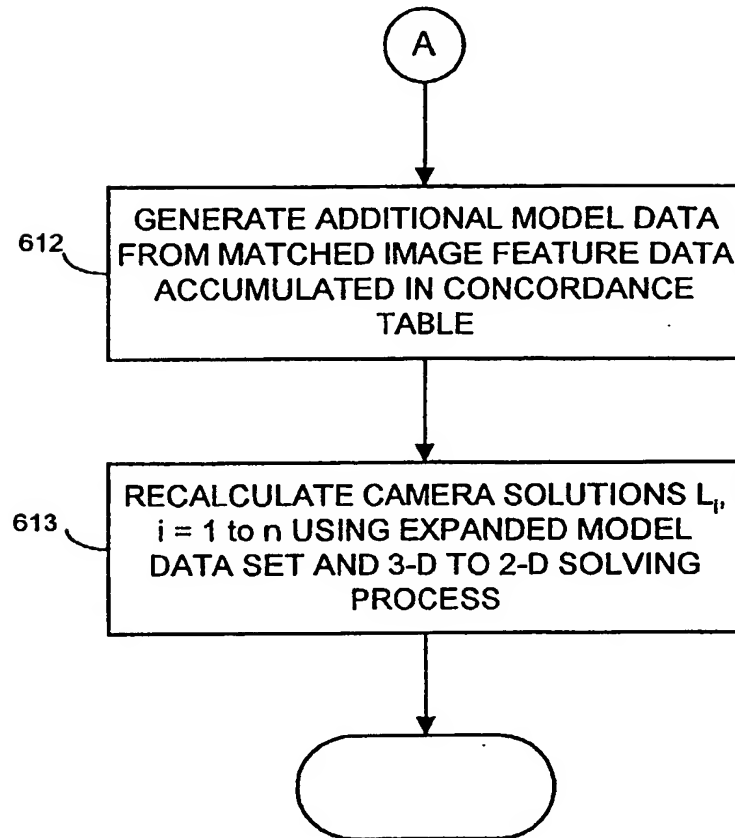 A
612
GENERATE ADDITIONAL MODEL DATA
FROM MATCHED IMAGE FEATURE DATA
ACCUMULATED IN CONCORDANCE
TABLE
613
RECALCULATE CAMERA SOLUTIONS Li,
i = 1 to n USING EXPANDED MODEL
DATA SET AND 3-D TO 2-D SOLVING
PROCESS